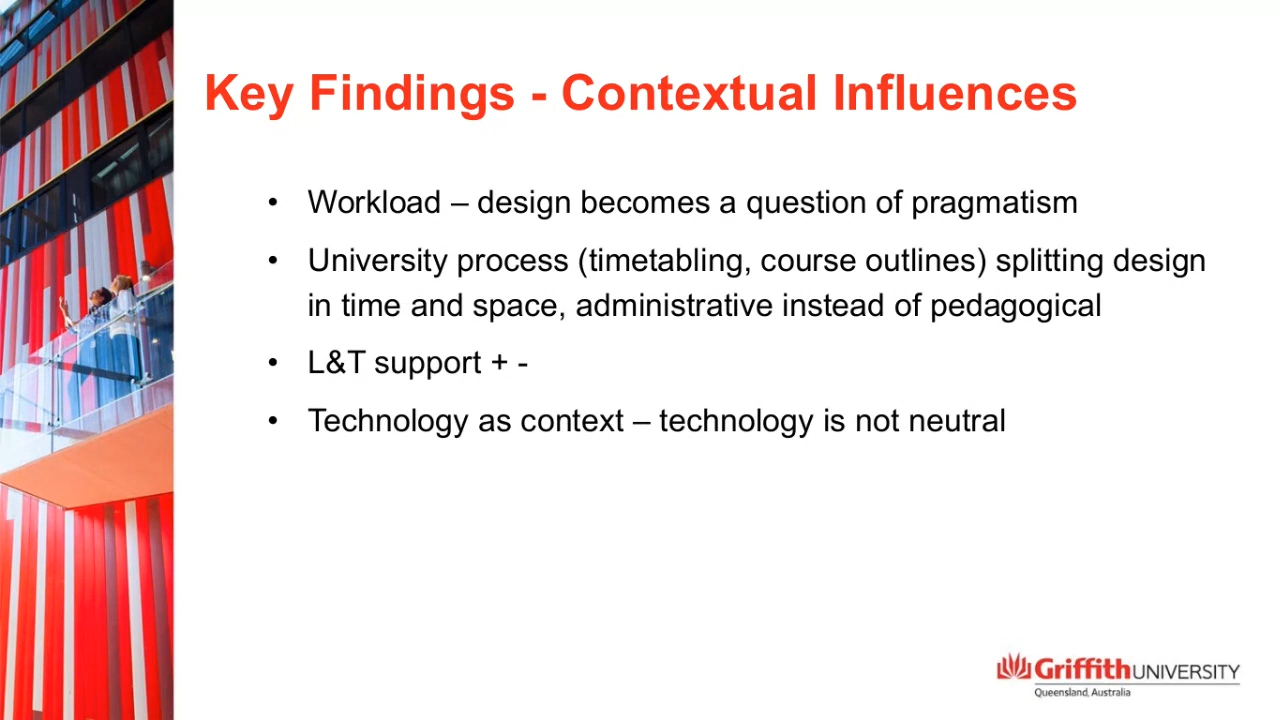 Key Findings - Contextual Influences
• Workload – design becomes a question of pragmatism
• University process (timetabling, course outlines) splitting design
in time and space, administrative instead of pedagogical
• L&T support + -
• Technology as context – technology is not neutral
Griffith UNIVERSITY
Queensland, Australia